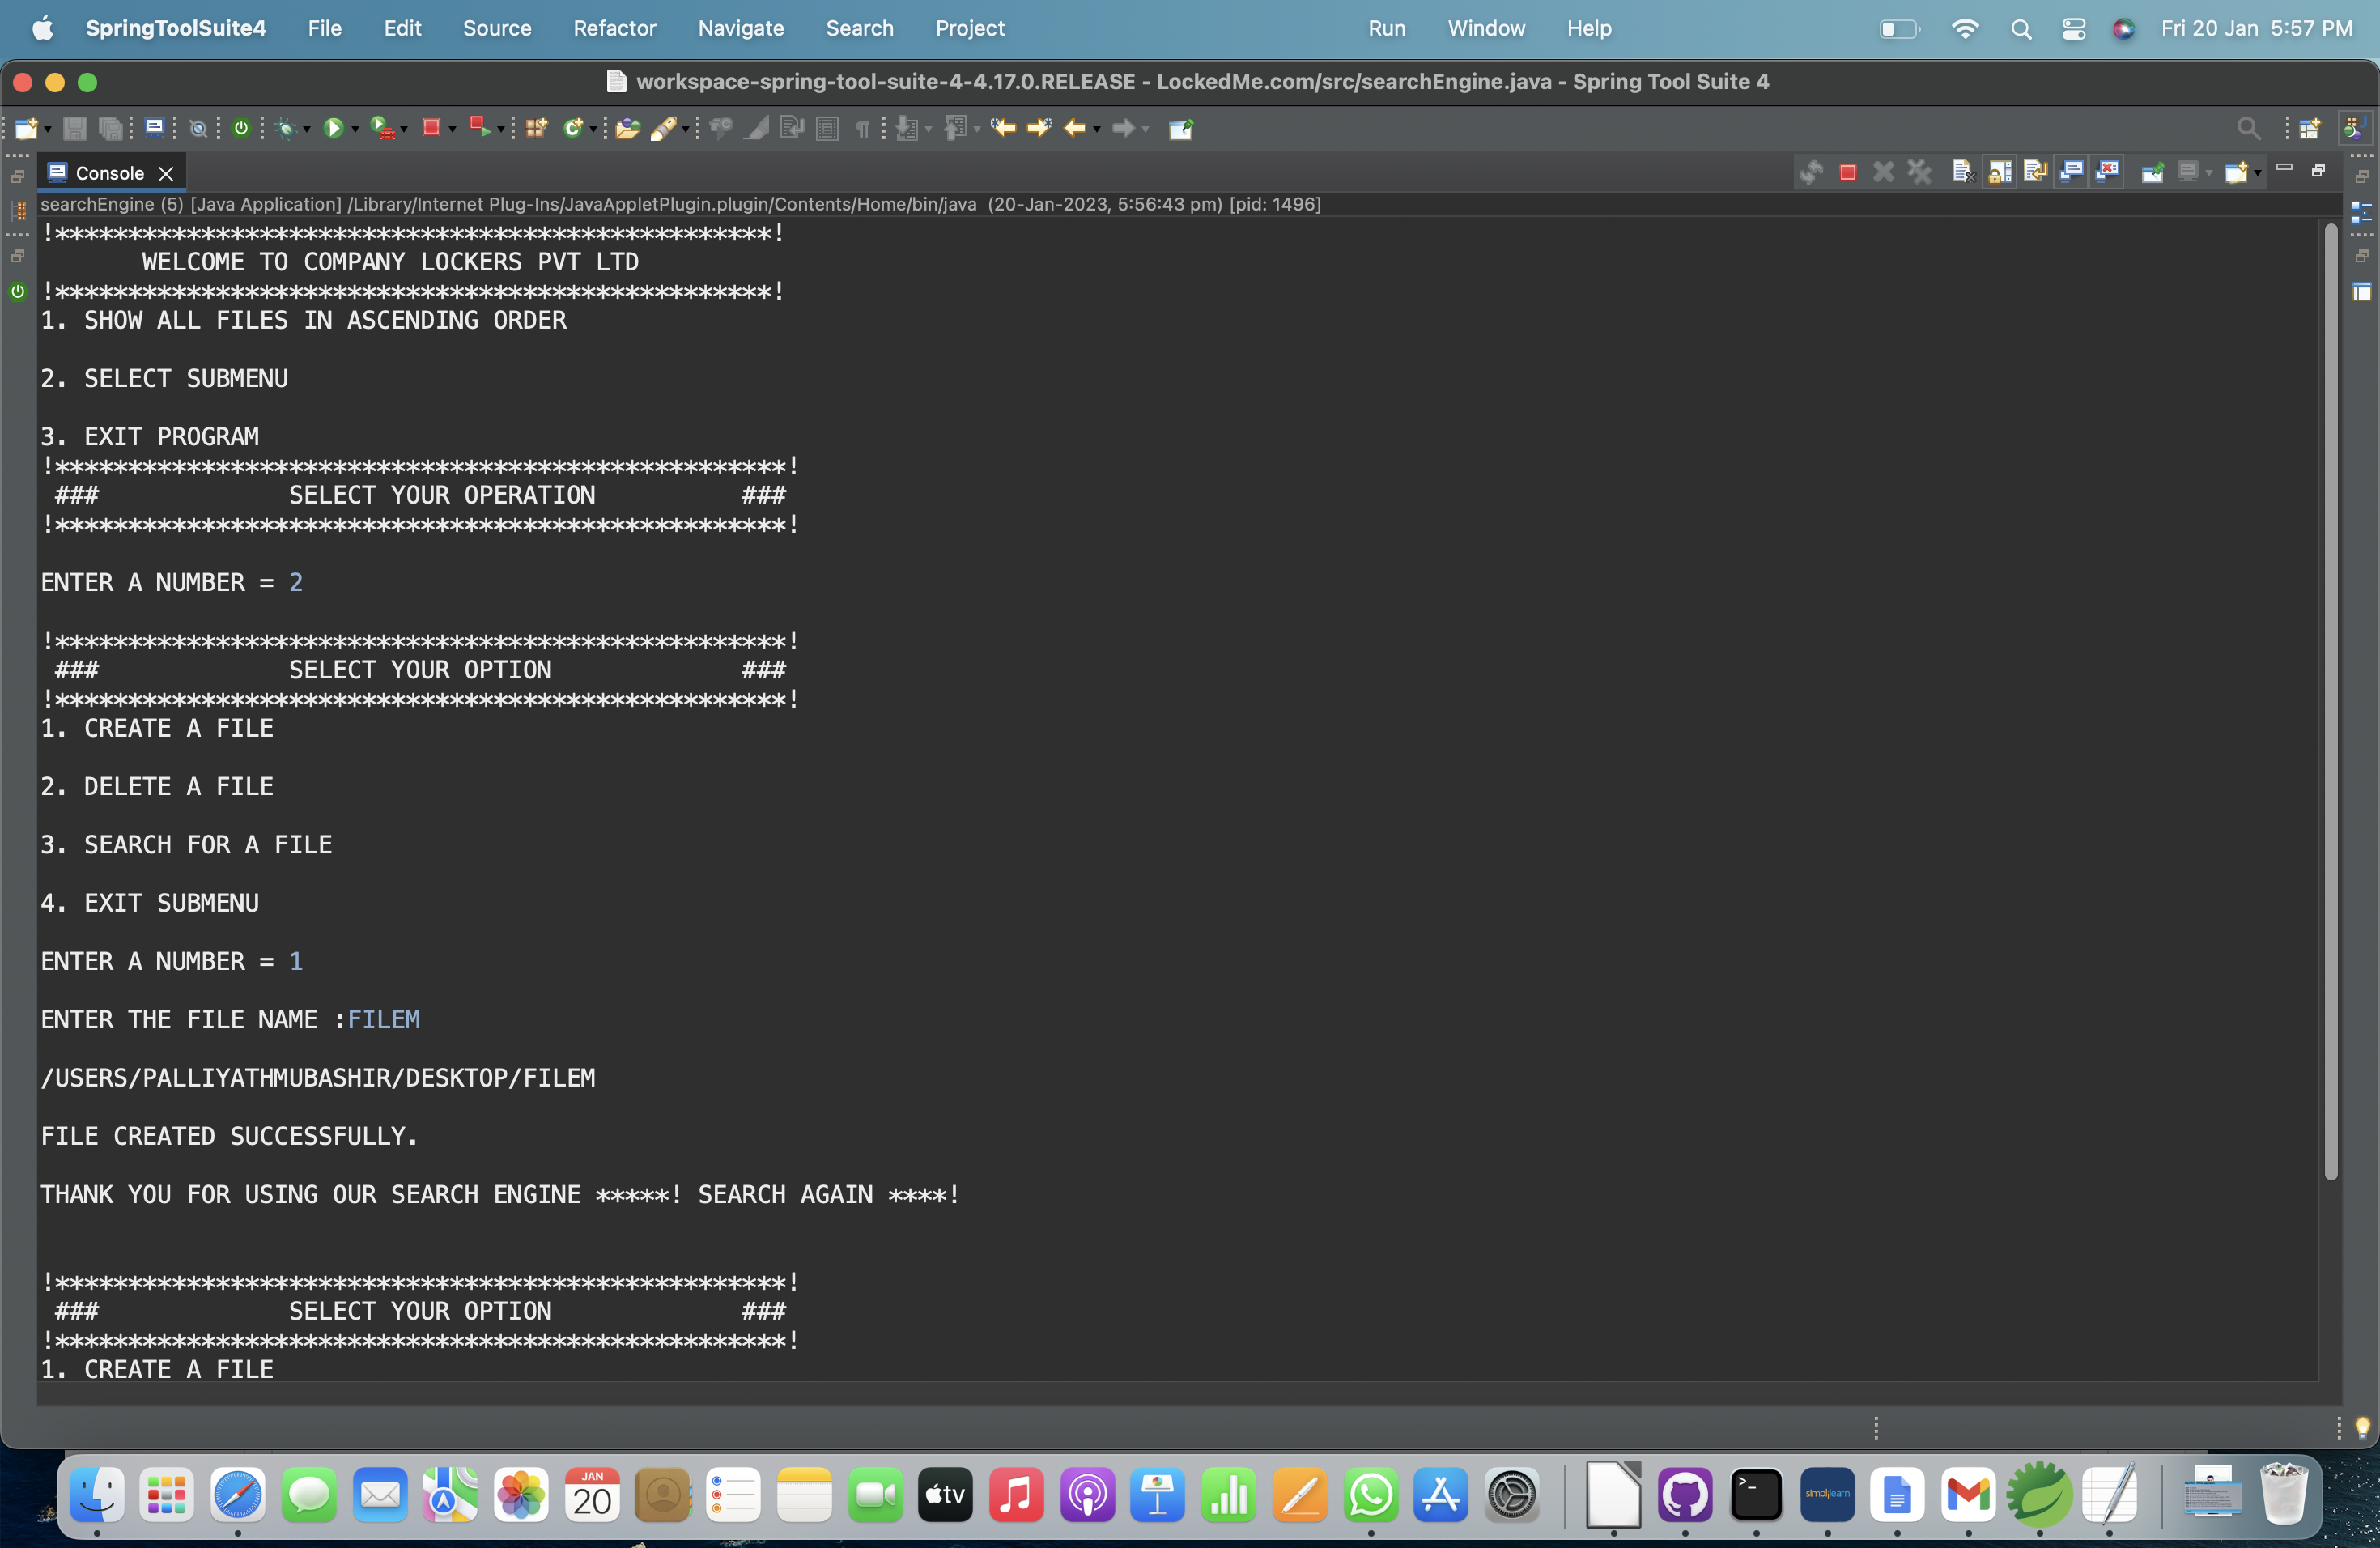 SpringToolSuite4 File Edit Source Refactor Navigate Search Project Run Window Help Fri 20 Jan 5:57 PM
workspace-spring-tool-suite-4-4.17.0.RELEASE - LockedMe.com/src/searchEngine.java - Spring Tool Suite 4
Console
searchEngine (5) [Java Application] /Library/Internet Plug-Ins/JavaAppletPlugin.plugin/Contents/Home/bin/java (20-Jan-2023, 5:56:43 pm) [pid: 1496]
!*************************************************!
WELCOME TO COMPANY LOCKERS PVT LTD
!*************************************************!
1. SHOW ALL FILES IN ASCENDING ORDER
2. SELECT SUBMENU
3. EXIT PROGRAM
!**************************************************!
### SELECT YOUR OPERATION ###
!**************************************************!
ENTER A NUMBER = 2
!**************************************************!
### SELECT YOUR OPTION ###
!**************************************************!
1. CREATE A FILE
2. DELETE A FILE
3. SEARCH FOR A FILE
4. EXIT SUBMENU
ENTER A NUMBER = 1
ENTER THE FILE NAME :FILEM
/USERS/PALLIYATHMUBASHIR/DESKTOP/FILEM
FILE CREATED SUCCESSFULLY.
THANK YOU FOR USING OUR SEARCH ENGINE *****! SEARCH AGAIN ****!
!**************************************************!
### SELECT YOUR OPTION ###
!**************************************************!
1. CREATE A FILE
JAN
20
tv
simplilearn